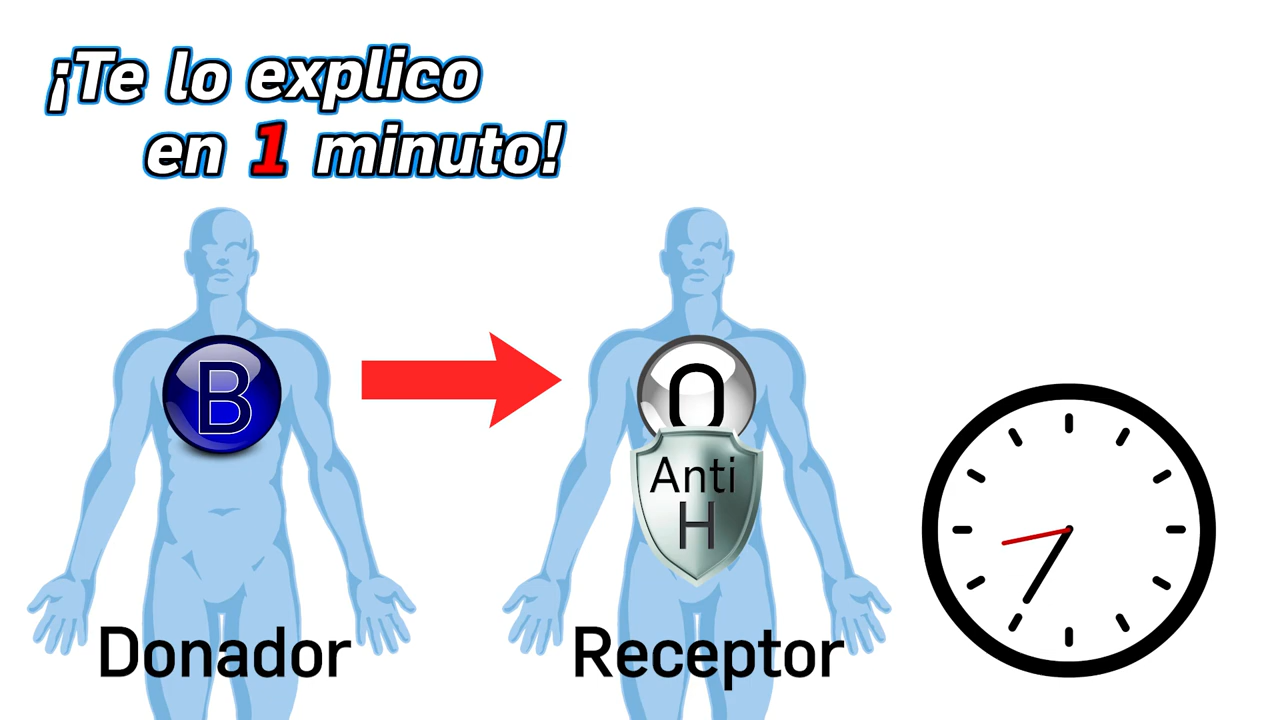 ¡Te lo explico
en 1 minuto!
B
O
Anti
H
Donador
Receptor